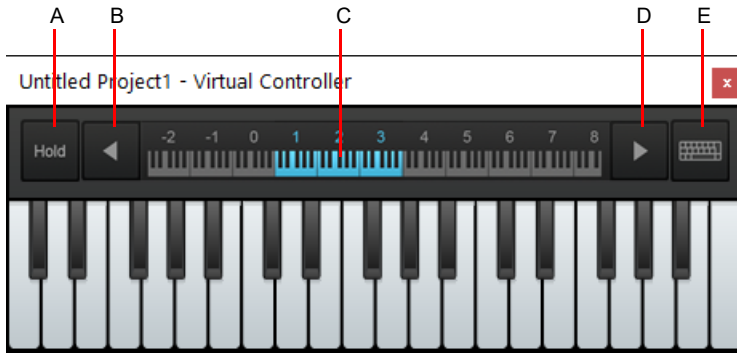 A B C D E
Untitled Project1 - Virtual Controller x
Hold -2 -1 0 1 2 3 4 5 6 7 8